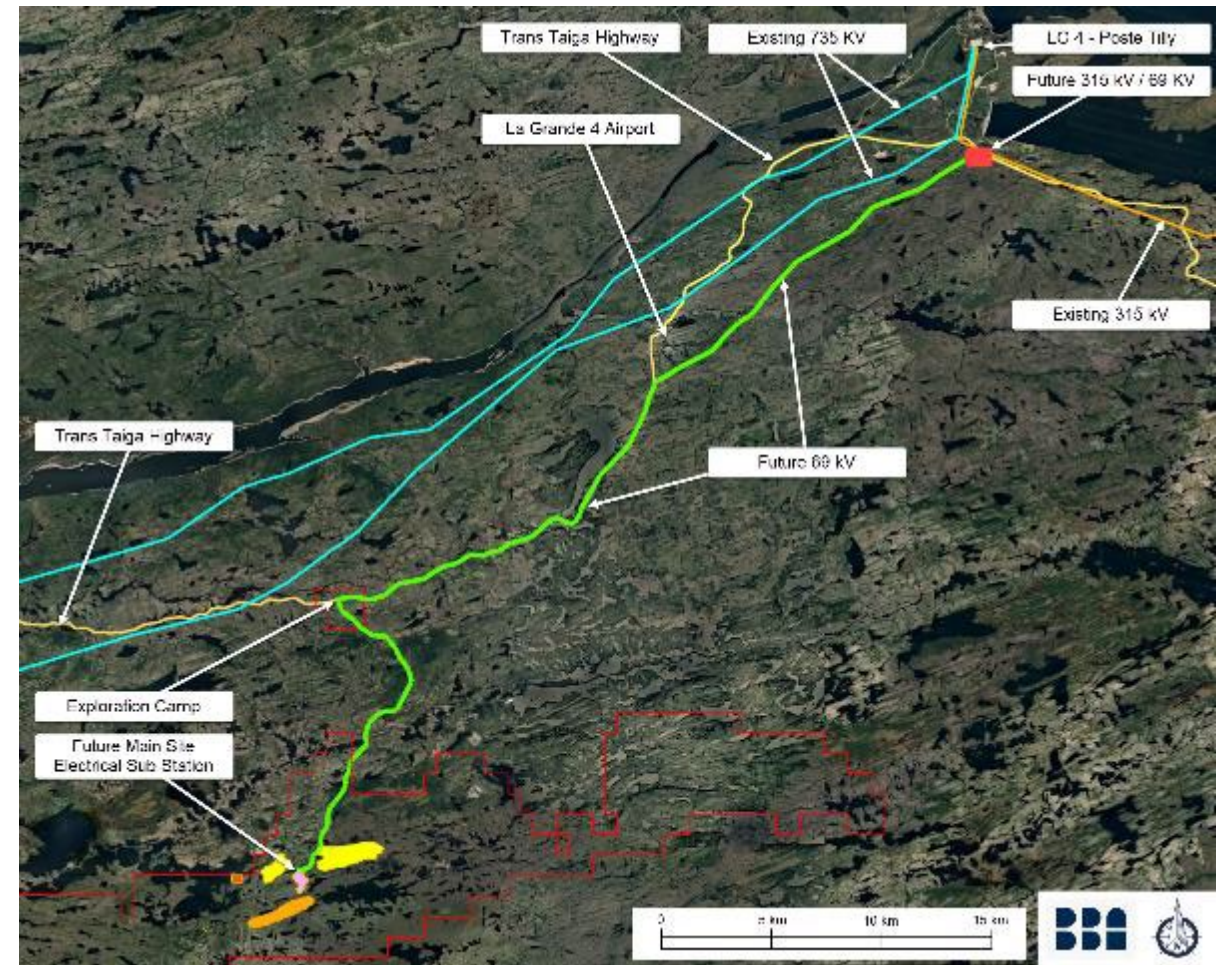 Trans Taiga Highway
Existing 735 KV
LG 4 - Poste Tilly
Future 315 kV / 69 KV
La Grande 4 Airport
Existing 315 kV
Trans Taiga Highway
Future 69 kV
Exploration Camp
Future Main Site
Electrical Sub Station
0 5 km 10 km 15 km
BBA